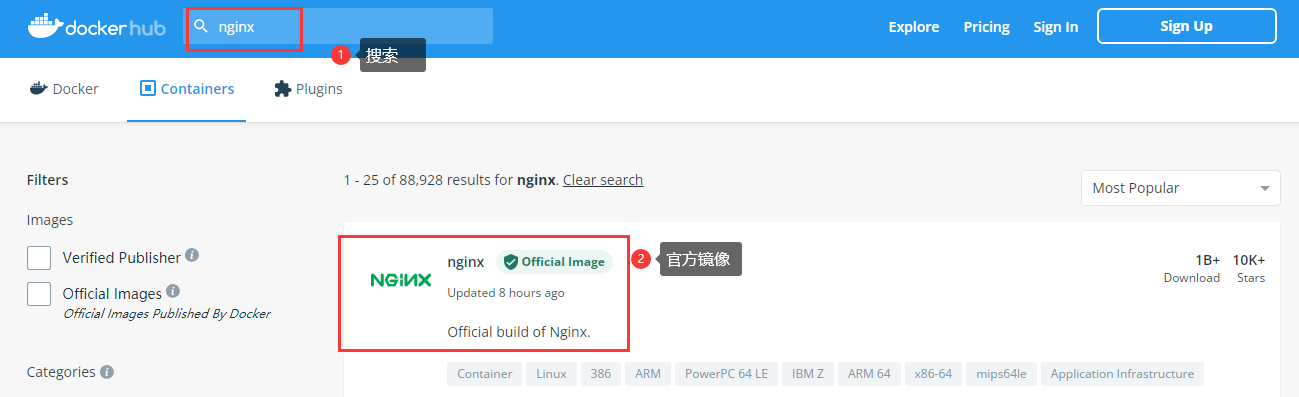 docker hub
nginx
Explore
Pricing
Sign In
Sign Up
1 搜索
Docker
Containers
Plugins
Filters
1 - 25 of 88,928 results for nginx. Clear search
Most Popular
Images
Verified Publisher
Official Images
Official Images Published By Docker
Categories
NGINX
nginx
Official Image
2 官方镜像
Updated 8 hours ago
Official build of Nginx.
1B+
Download
10K+
Stars
Container
Linux
386
ARM
PowerPC 64 LE
IBM Z
ARM 64
x86-64
mips64le
Application Infrastructure